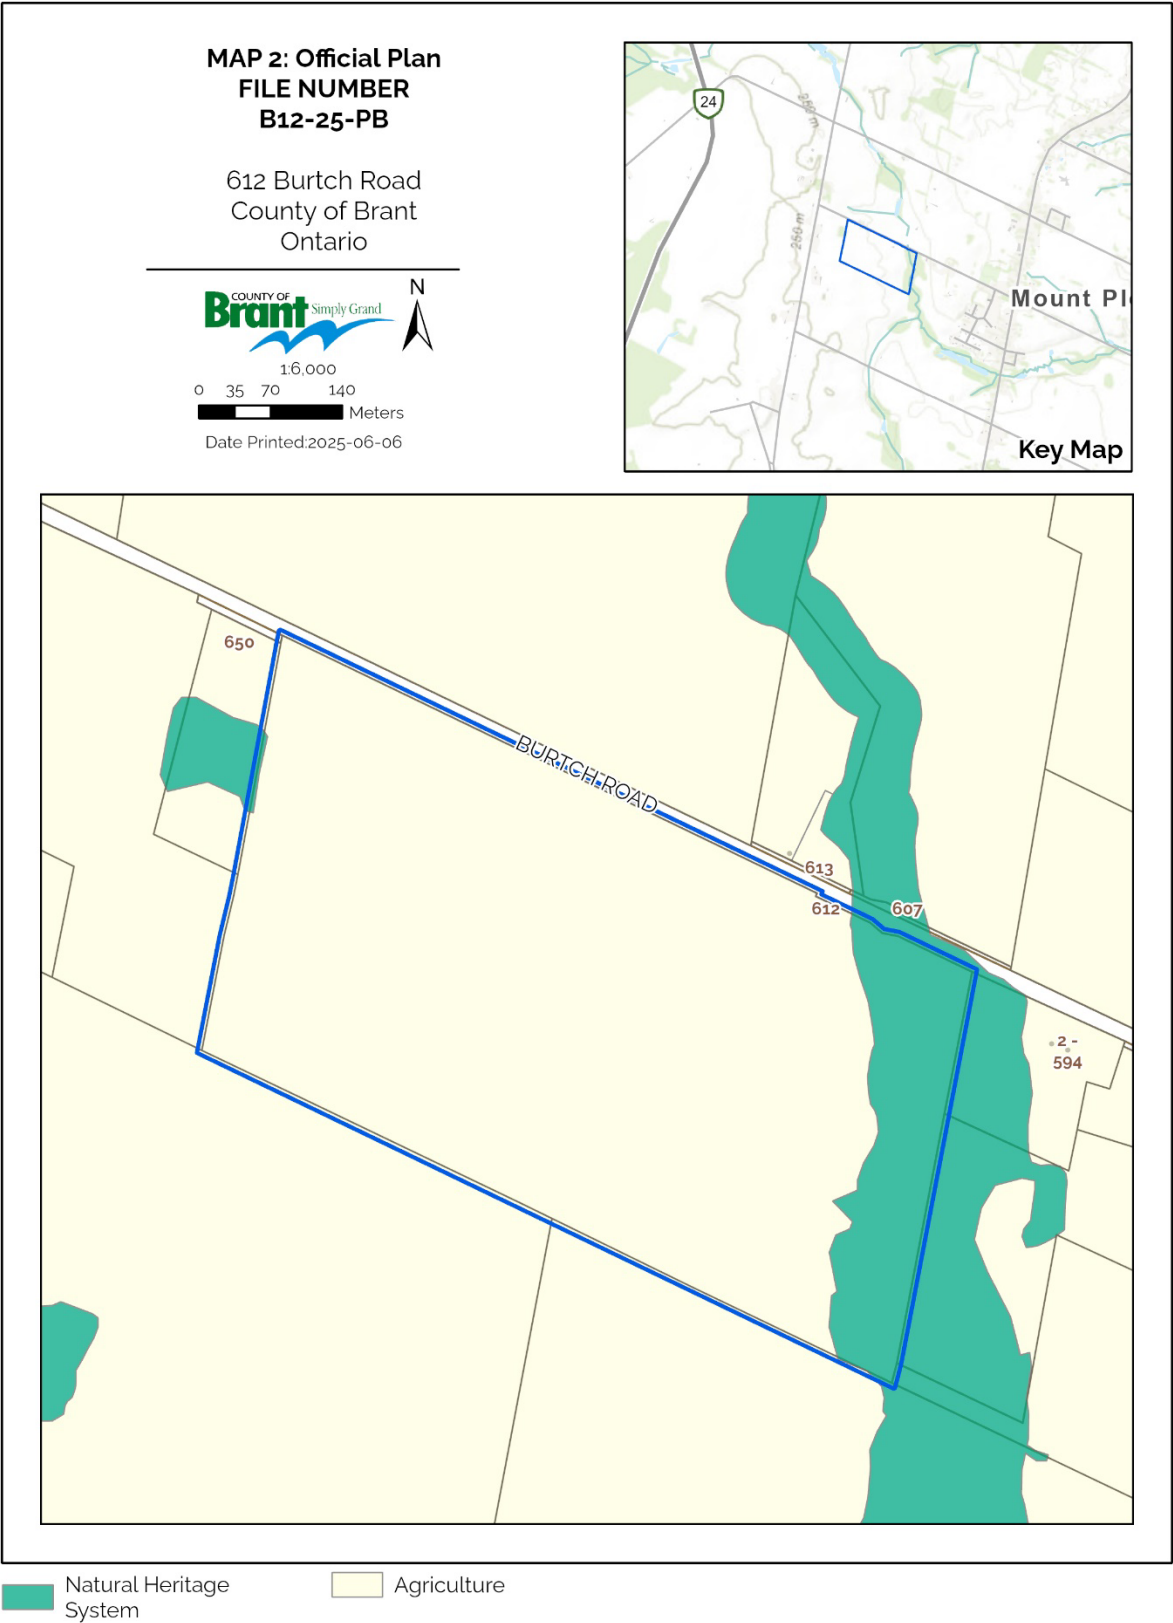 MAP 2: Official Plan
FILE NUMBER
B12-25-PB
612 Burtch Road
County of Brant
Ontario
COUNTY OF
Brant Simply Grand
N
1:6,000
0 35 70 140
Meters
Date Printed:2025-06-06
24
250 m
250 m
Mount Pl
Key Map
650
BURTCH ROAD
613
612
607
2 -
594
Natural Heritage
System
Agriculture